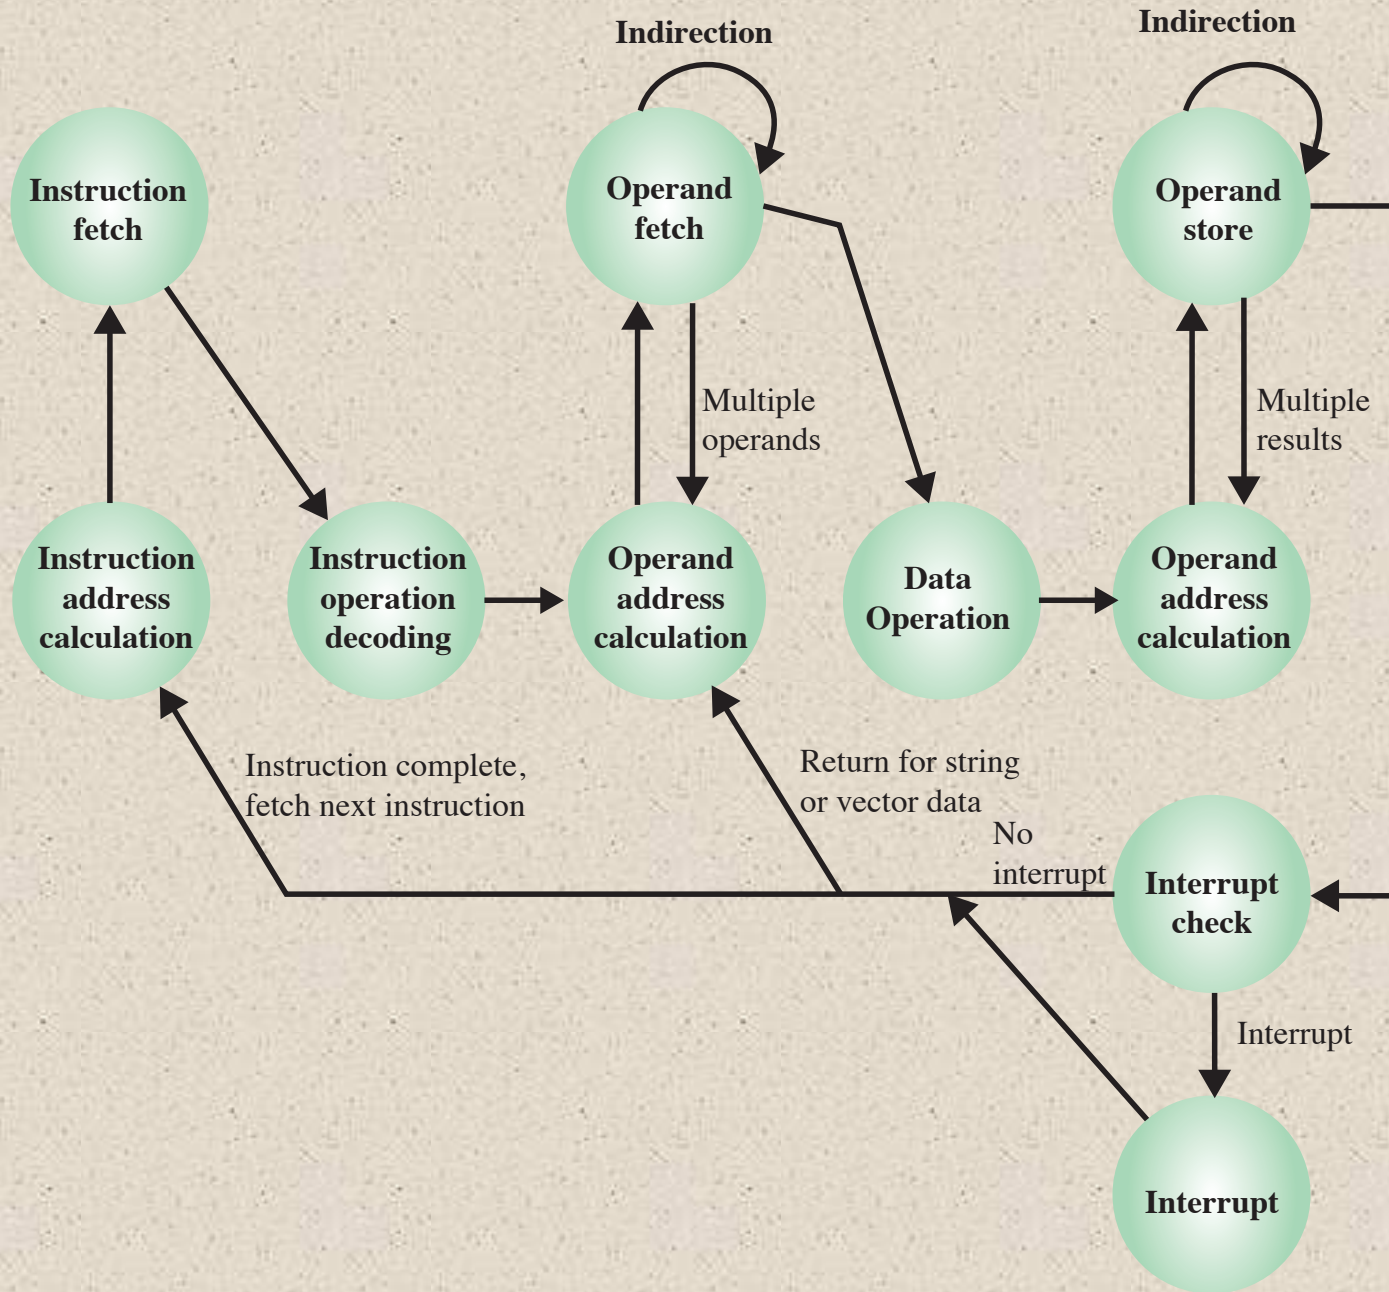 Indirection
Indirection
Instruction
fetch
Operand
fetch
Operand
store
Multiple
operands
Multiple
results
Instruction
address
calculation
Instruction
operation
decoding
Operand
address
calculation
Data
Operation
Operand
address
calculation
Instruction complete,
fetch next instruction
Return for string
or vector data
No
interrupt
Interrupt
check
Interrupt
Interrupt